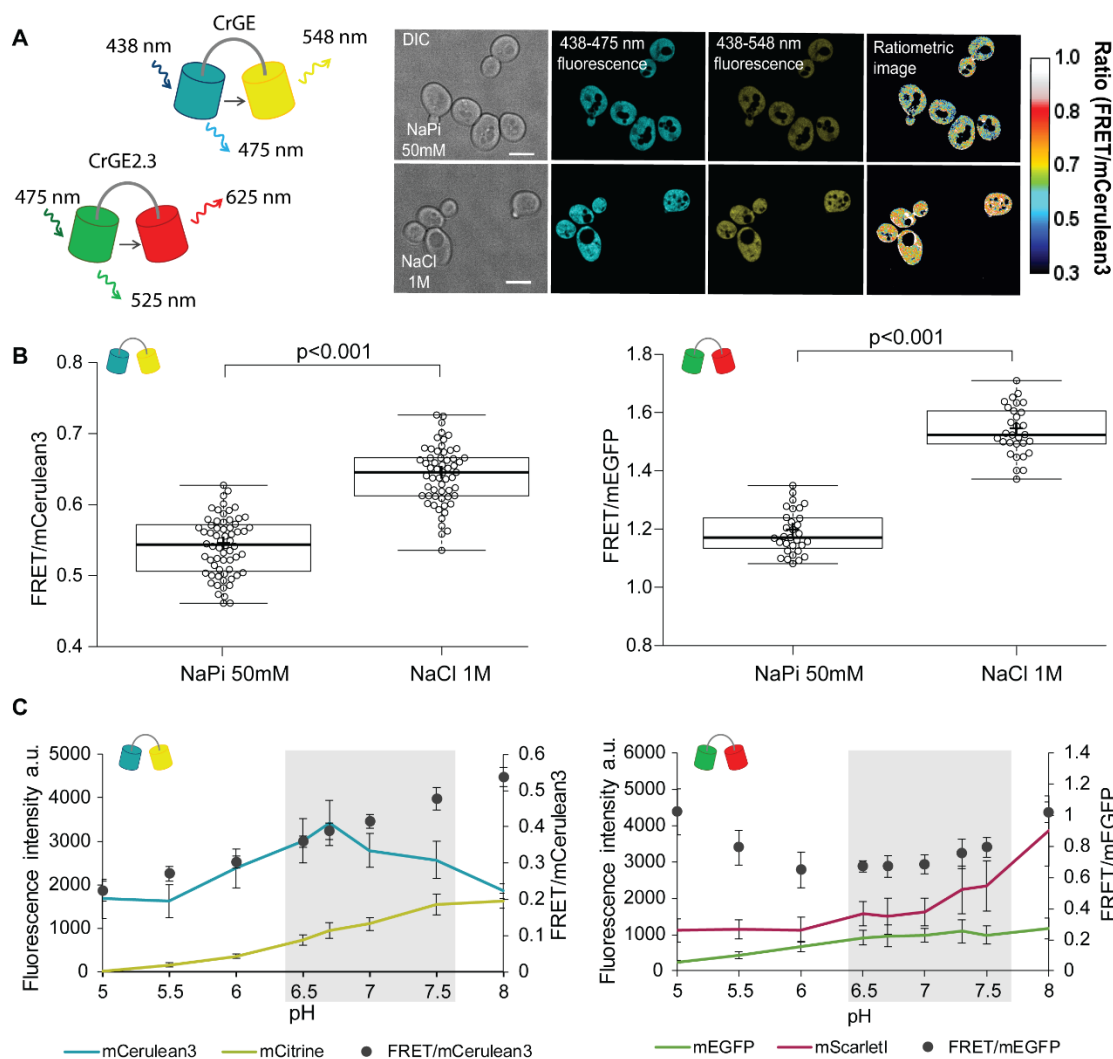 A
CrGE
438 nm
548 nm
475 nm
CrGE2.3
475 nm
625 nm
525 nm
DIC
NaPi
50mM
438-475 nm
fluorescence
438-548 nm
fluorescence
Ratiometric
image
NaCl
1M
1.0
0.9
0.8
0.7
0.6
0.5
0.4
0.3
Ratio (FRET/mCerulean3
B
p<0.001
0.8
0.7
0.6
0.5
0.4
FRET/mCerulean3
NaPi 50mM
NaCl 1M
p<0.001
1.8
1.6
1.4
1.2
1.0
0.8
FRET/mEGFP
NaPi 50mM
NaCl 1M
C
5000
4000
3000
2000
1000
0
Fluorescence intensity a.u.
0.6
0.5
0.4
0.3
0.2
0.1
0
FRET/mCerulean3
5 5.5 6 6.5 7 7.5 8
pH
mCerulean3 mCitrine FRET/mCerulean3
6000
5000
4000
3000
2000
1000
0
Fluorescence intensity a.u.
1.4
1.2
1
0.8
0.6
0.4
0.2
0
FRET/mEGFP
5 5.5 6 6.5 7 7.5 8
pH
mEGFP mScarletI FRET/mEGFP